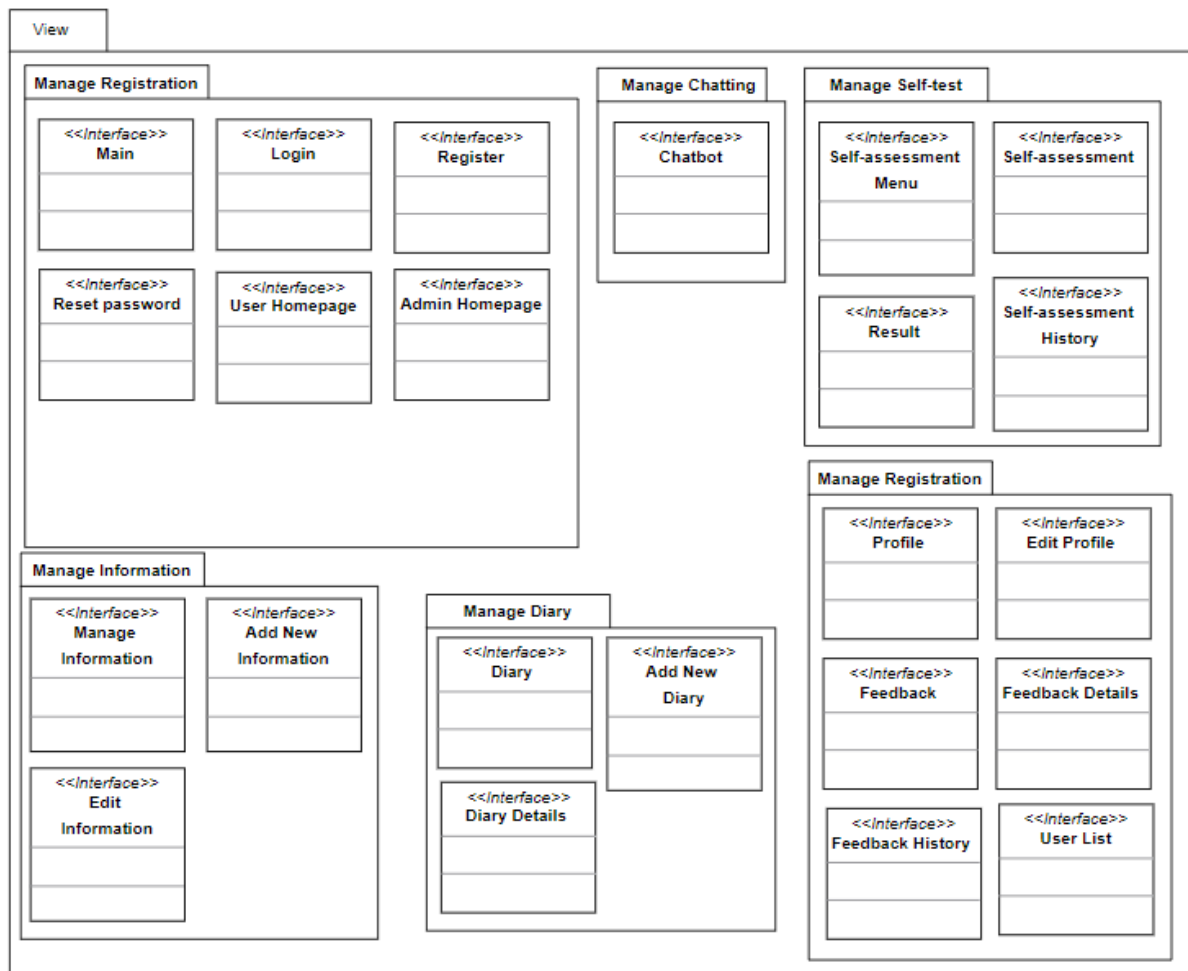 View
Manage Registration
<<Interface>>
Main
<<Interface>>
Login
<<Interface>>
Register
<<Interface>>
Reset password
<<Interface>>
User Homepage
<<Interface>>
Admin Homepage
Manage Chatting
<<Interface>>
Chatbot
Manage Self-test
<<Interface>>
Self-assessment
Menu
<<Interface>>
Self-assessment
<<Interface>>
Result
<<Interface>>
Self-assessment
History
Manage Information
<<Interface>>
Manage
Information
<<Interface>>
Add New
Information
<<Interface>>
Edit
Information
Manage Diary
<<Interface>>
Diary
<<Interface>>
Add New
Diary
<<Interface>>
Diary Details
Manage Registration
<<Interface>>
Profile
<<Interface>>
Edit Profile
<<Interface>>
Feedback
<<Interface>>
Feedback Details
<<Interface>>
Feedback History
<<Interface>>
User List